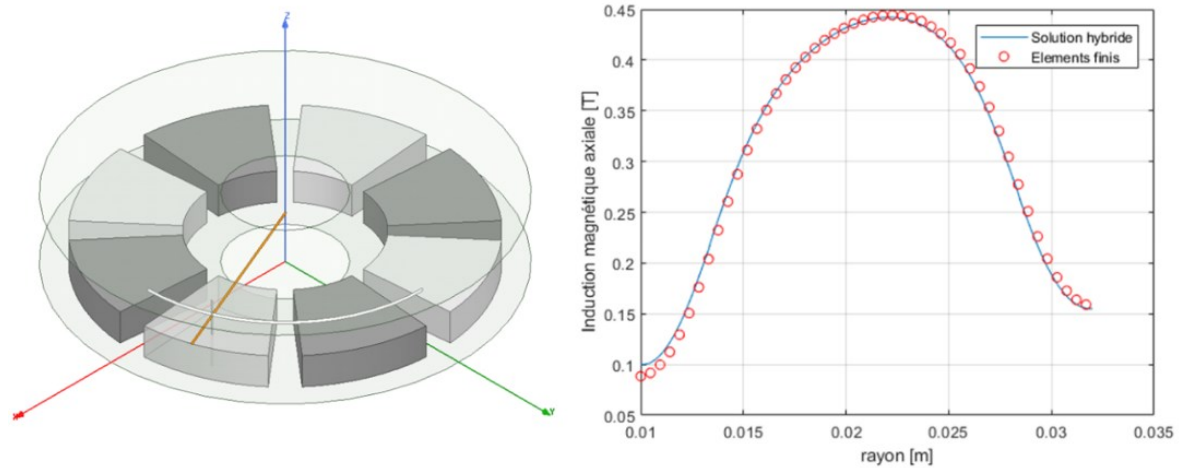 Z
X
Y
Induction magnétique axiale [T]
0.45
0.4
0.35
0.3
0.25
0.2
0.15
0.1
0.05
Solution hybride
Elements finis
0.01
0.015
0.02
0.025
0.03
0.035
rayon [m]